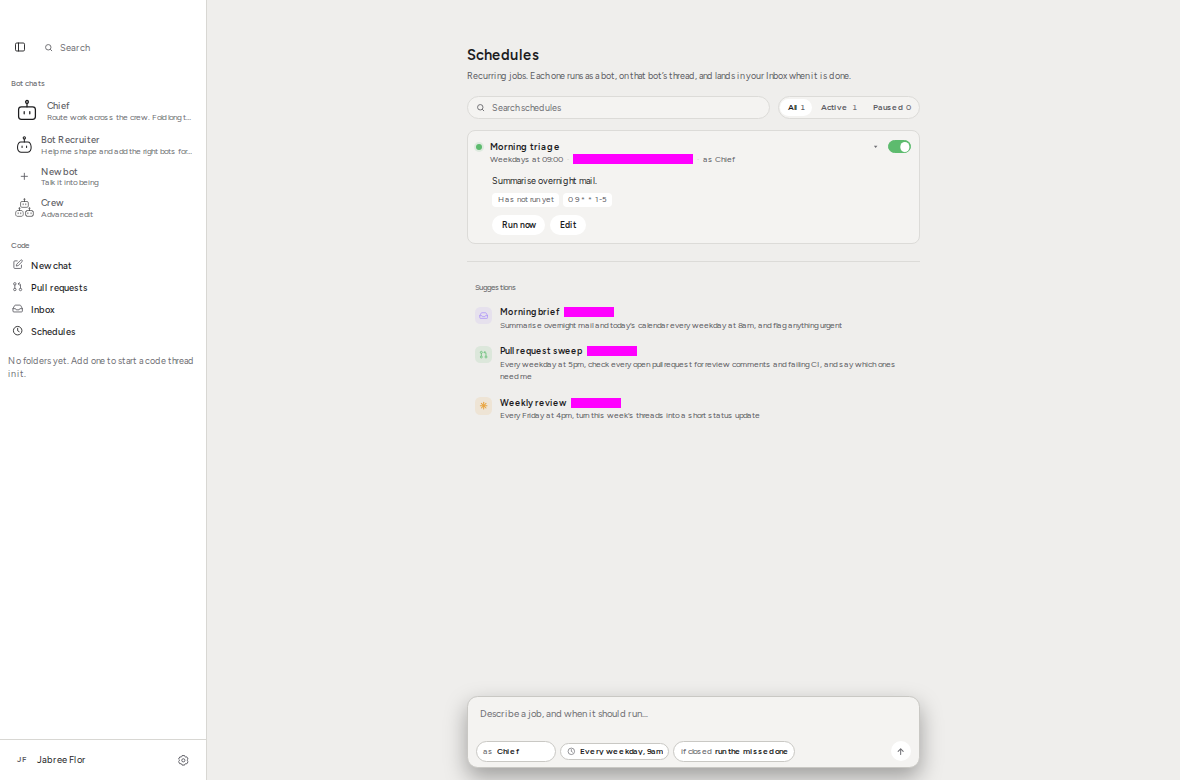 Search
Bot chats
Chief
Route work across the crew. Fold long t...
Bot Recruiter
Help me shape and add the right bots for...
New bot
Talk it into being
Crew
Advanced edit
Code
New chat
Pull requests
Inbox
Schedules
No folders yet. Add one to start a code thread
in it.
JF Jabree Flor
Schedules
Recurring jobs. Each one runs as a bot, on that bot's thread, and lands in your Inbox when it is done.
Search schedules
All 1 Active 1 Paused 0
Morning triage
Weekdays at 09:00 · as Chief
Summarise overnight mail.
Has not run yet 0 9 * * 1-5
Run now Edit
Suggestions
Morning brief
Summarise overnight mail and today's calendar every weekday at 8am, and flag anything urgent
Pull request sweep
Every weekday at 5pm, check every open pull request for review comments and failing CI, and say which ones
need me
Weekly review
Every Friday at 4pm, turn this week's threads into a short status update
Describe a job, and when it should run...
as Chief Every weekday, 9am if closed run the missed one